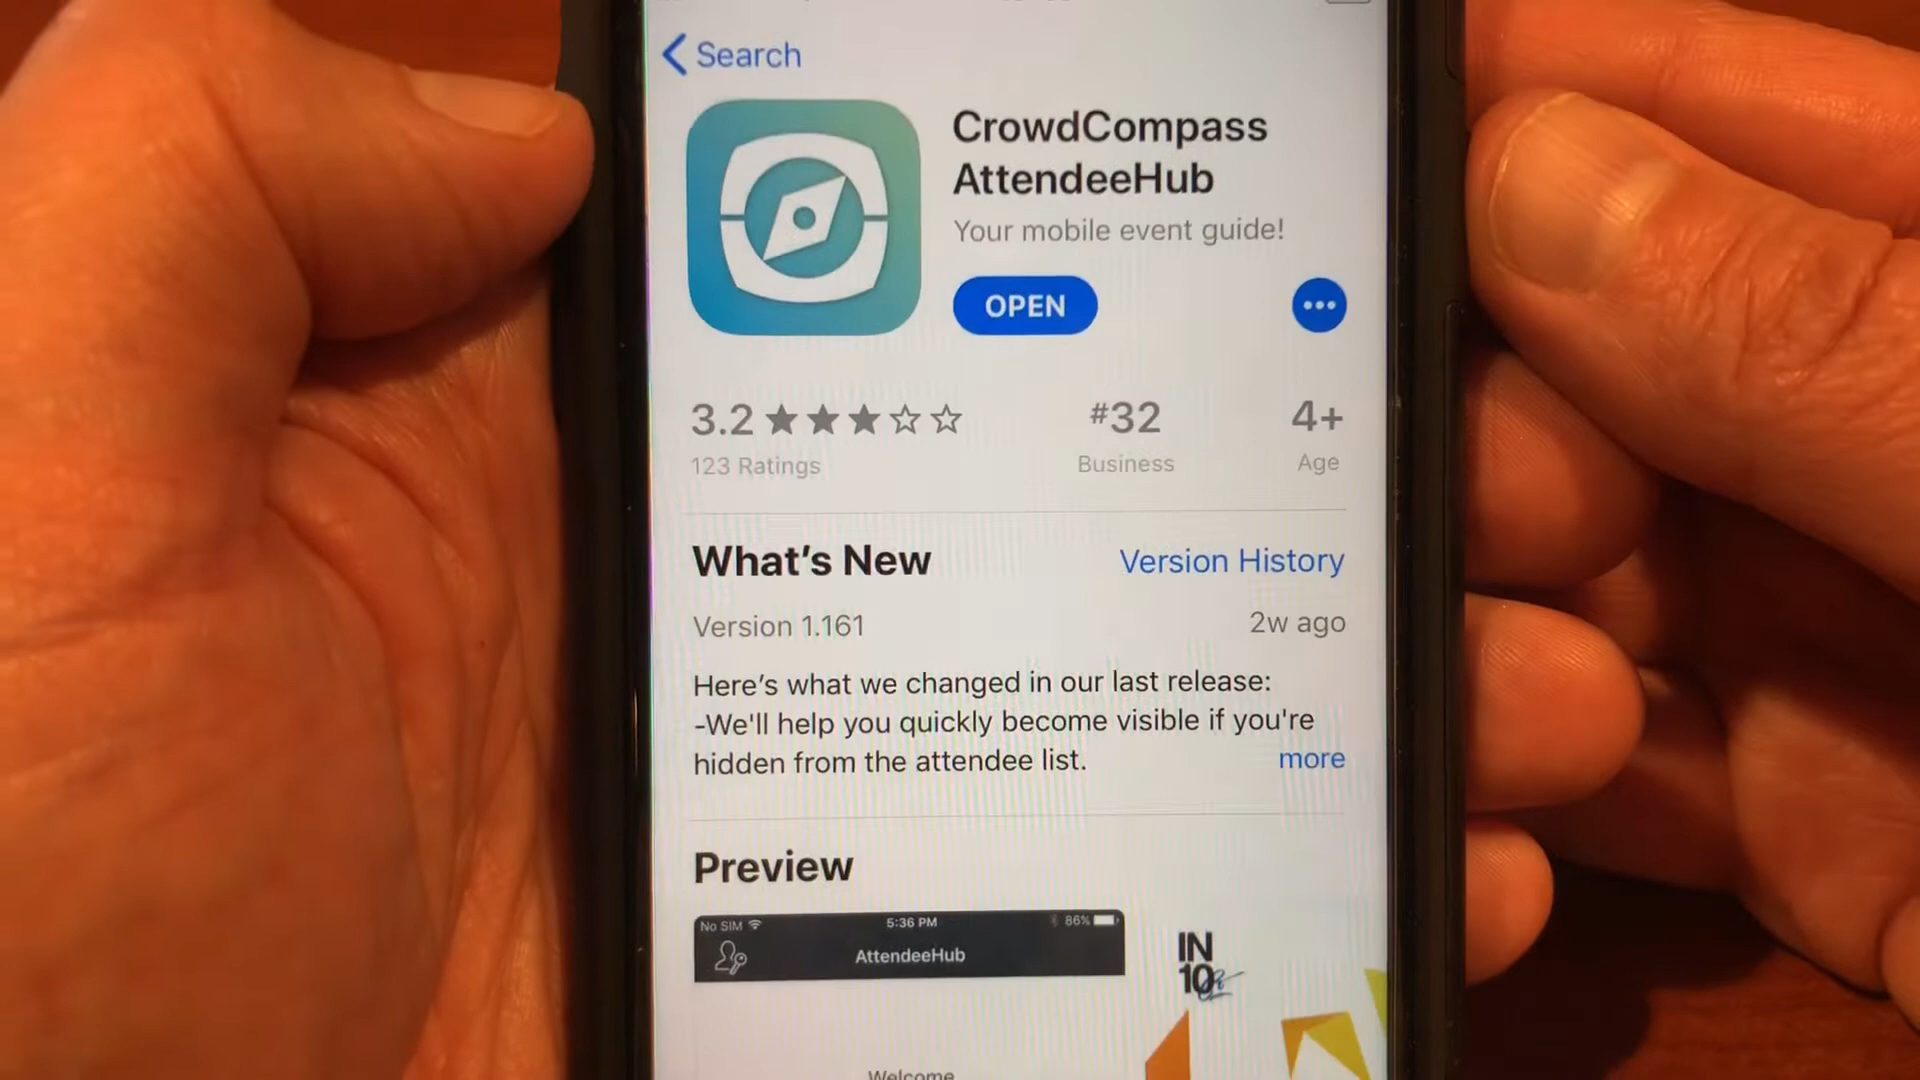 Search
CrowdCompass
AttendeeHub
Your mobile event guide!
OPEN
3.2
#32
4+
123 Ratings
Business
Age
What's New
Version History
Version 1.161
2w ago
Here's what we changed in our last release:
-We'll help you quickly become visible if you're
hidden from the attendee list.
more
Preview
No SIM
5:36 PM
86%
AttendeeHub
IN
10
Welcome